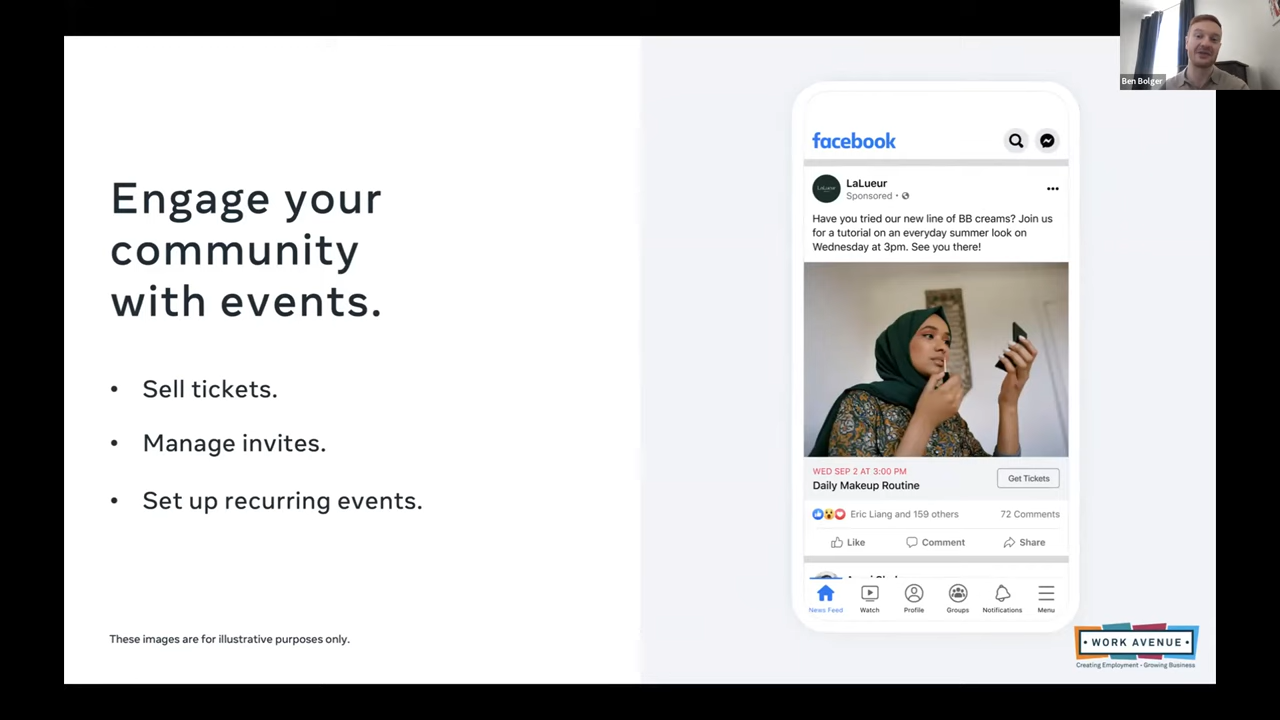 Ben Bolger
Engage your
community
with events.
• Sell tickets.
• Manage invites.
• Set up recurring events.
These images are for illustrative purposes only.
facebook
LaLueur
LaLueur
Sponsored ·
Have you tried our new line of BB creams? Join us
for a tutorial on an everyday summer look on
Wednesday at 3pm. See you there!
WED SEP 2 AT 3:00 PM
Daily Makeup Routine
Get Tickets
Eric Liang and 159 others
72 Comments
Like
Comment
Share
News Feed
Watch
Profile
Groups
Notifications
Menu
• WORK AVENUE •
Creating Employment • Growing Business